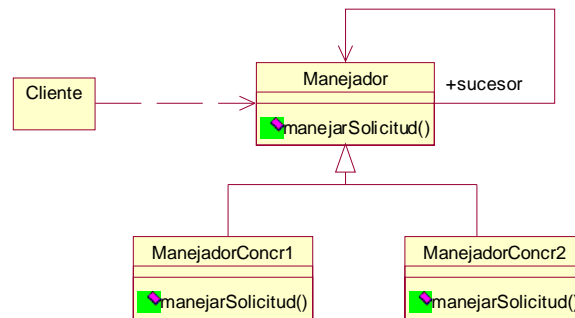 Manejador
+sucesor
Cliente
manejarSolicitud()
ManejadorConcr1
ManejadorConcr2
manejarSolicitud()
manejarSolicitud()